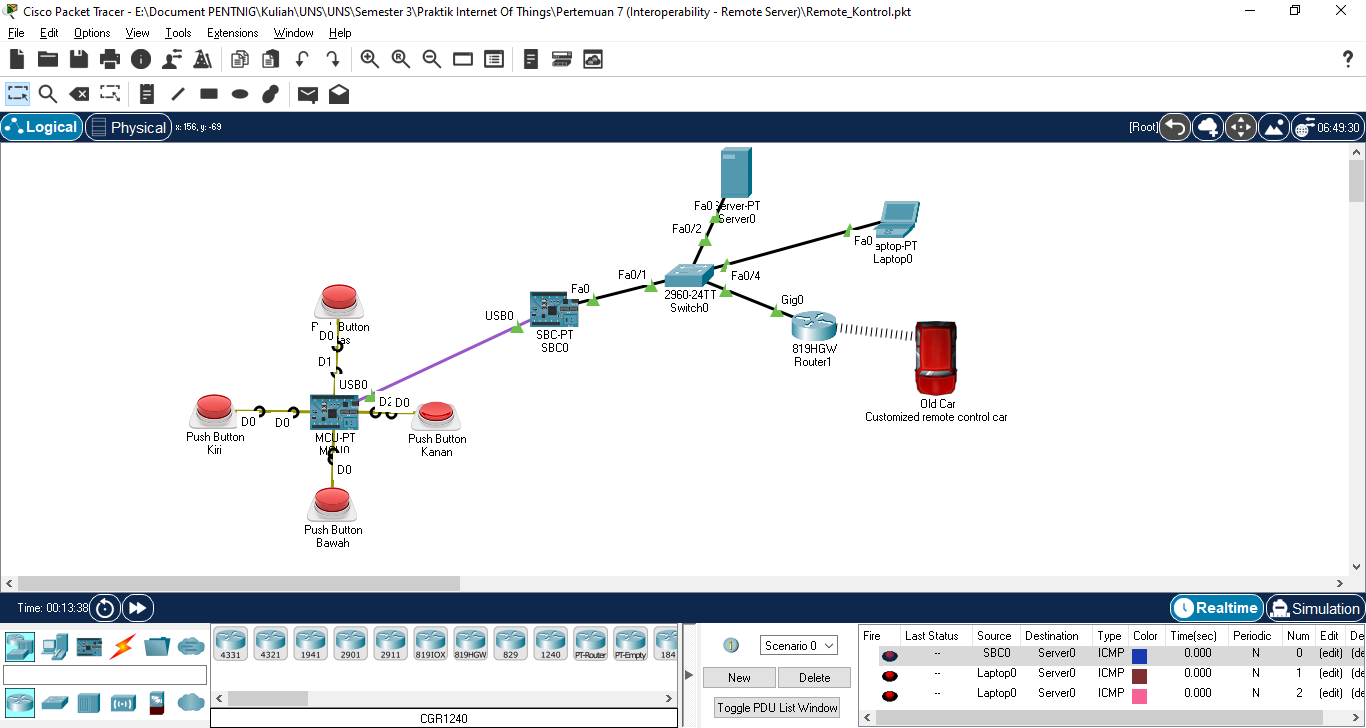 Cisco Packet Tracer - E:\Document PENTNIG\Kuliah\UNS\UNS\Semester 3\Praktik Internet Of Things\Pertemuan 7 (Interoperability - Remote Server)\Remote_Kontrol.pkt
File Edit Options View Tools Extensions Window Help
Logical Physical x: 156, y: -69 [Root] 06:49:30
Fa0 Server-PT
Server0
Fa0/2
Fa0 aptop-PT
Laptop0
Fa0/1 Fa0/4
2960-24TT
Switch0
Fa0
USB0
SBC-PT
SBC0
Gig0
819HGW
Router1
Old Car
Customized remote control car
Button
D0 as
D1
USB0
D2 D0
D0 D0
Push Button
Kiri
MCU-PT
Push Button
Kanan
D0
Push Button
Bawah
Time: 00:13:38 Realtime Simulation
4331 4321 1941 2901 2911 819IOX 819HGW 829 1240 PT-Router PT-Empty 184
CGR1240
Scenario 0
New Delete
Toggle PDU List Window
Fire Last Status Source Destination Type Color Time(sec) Periodic Num Edit De
-- SBC0 Server0 ICMP 0.000 N 0 (edit) (de
-- Laptop0 Server0 ICMP 0.000 N 1 (edit) (de
-- Laptop0 Server0 ICMP 0.000 N 2 (edit) (de